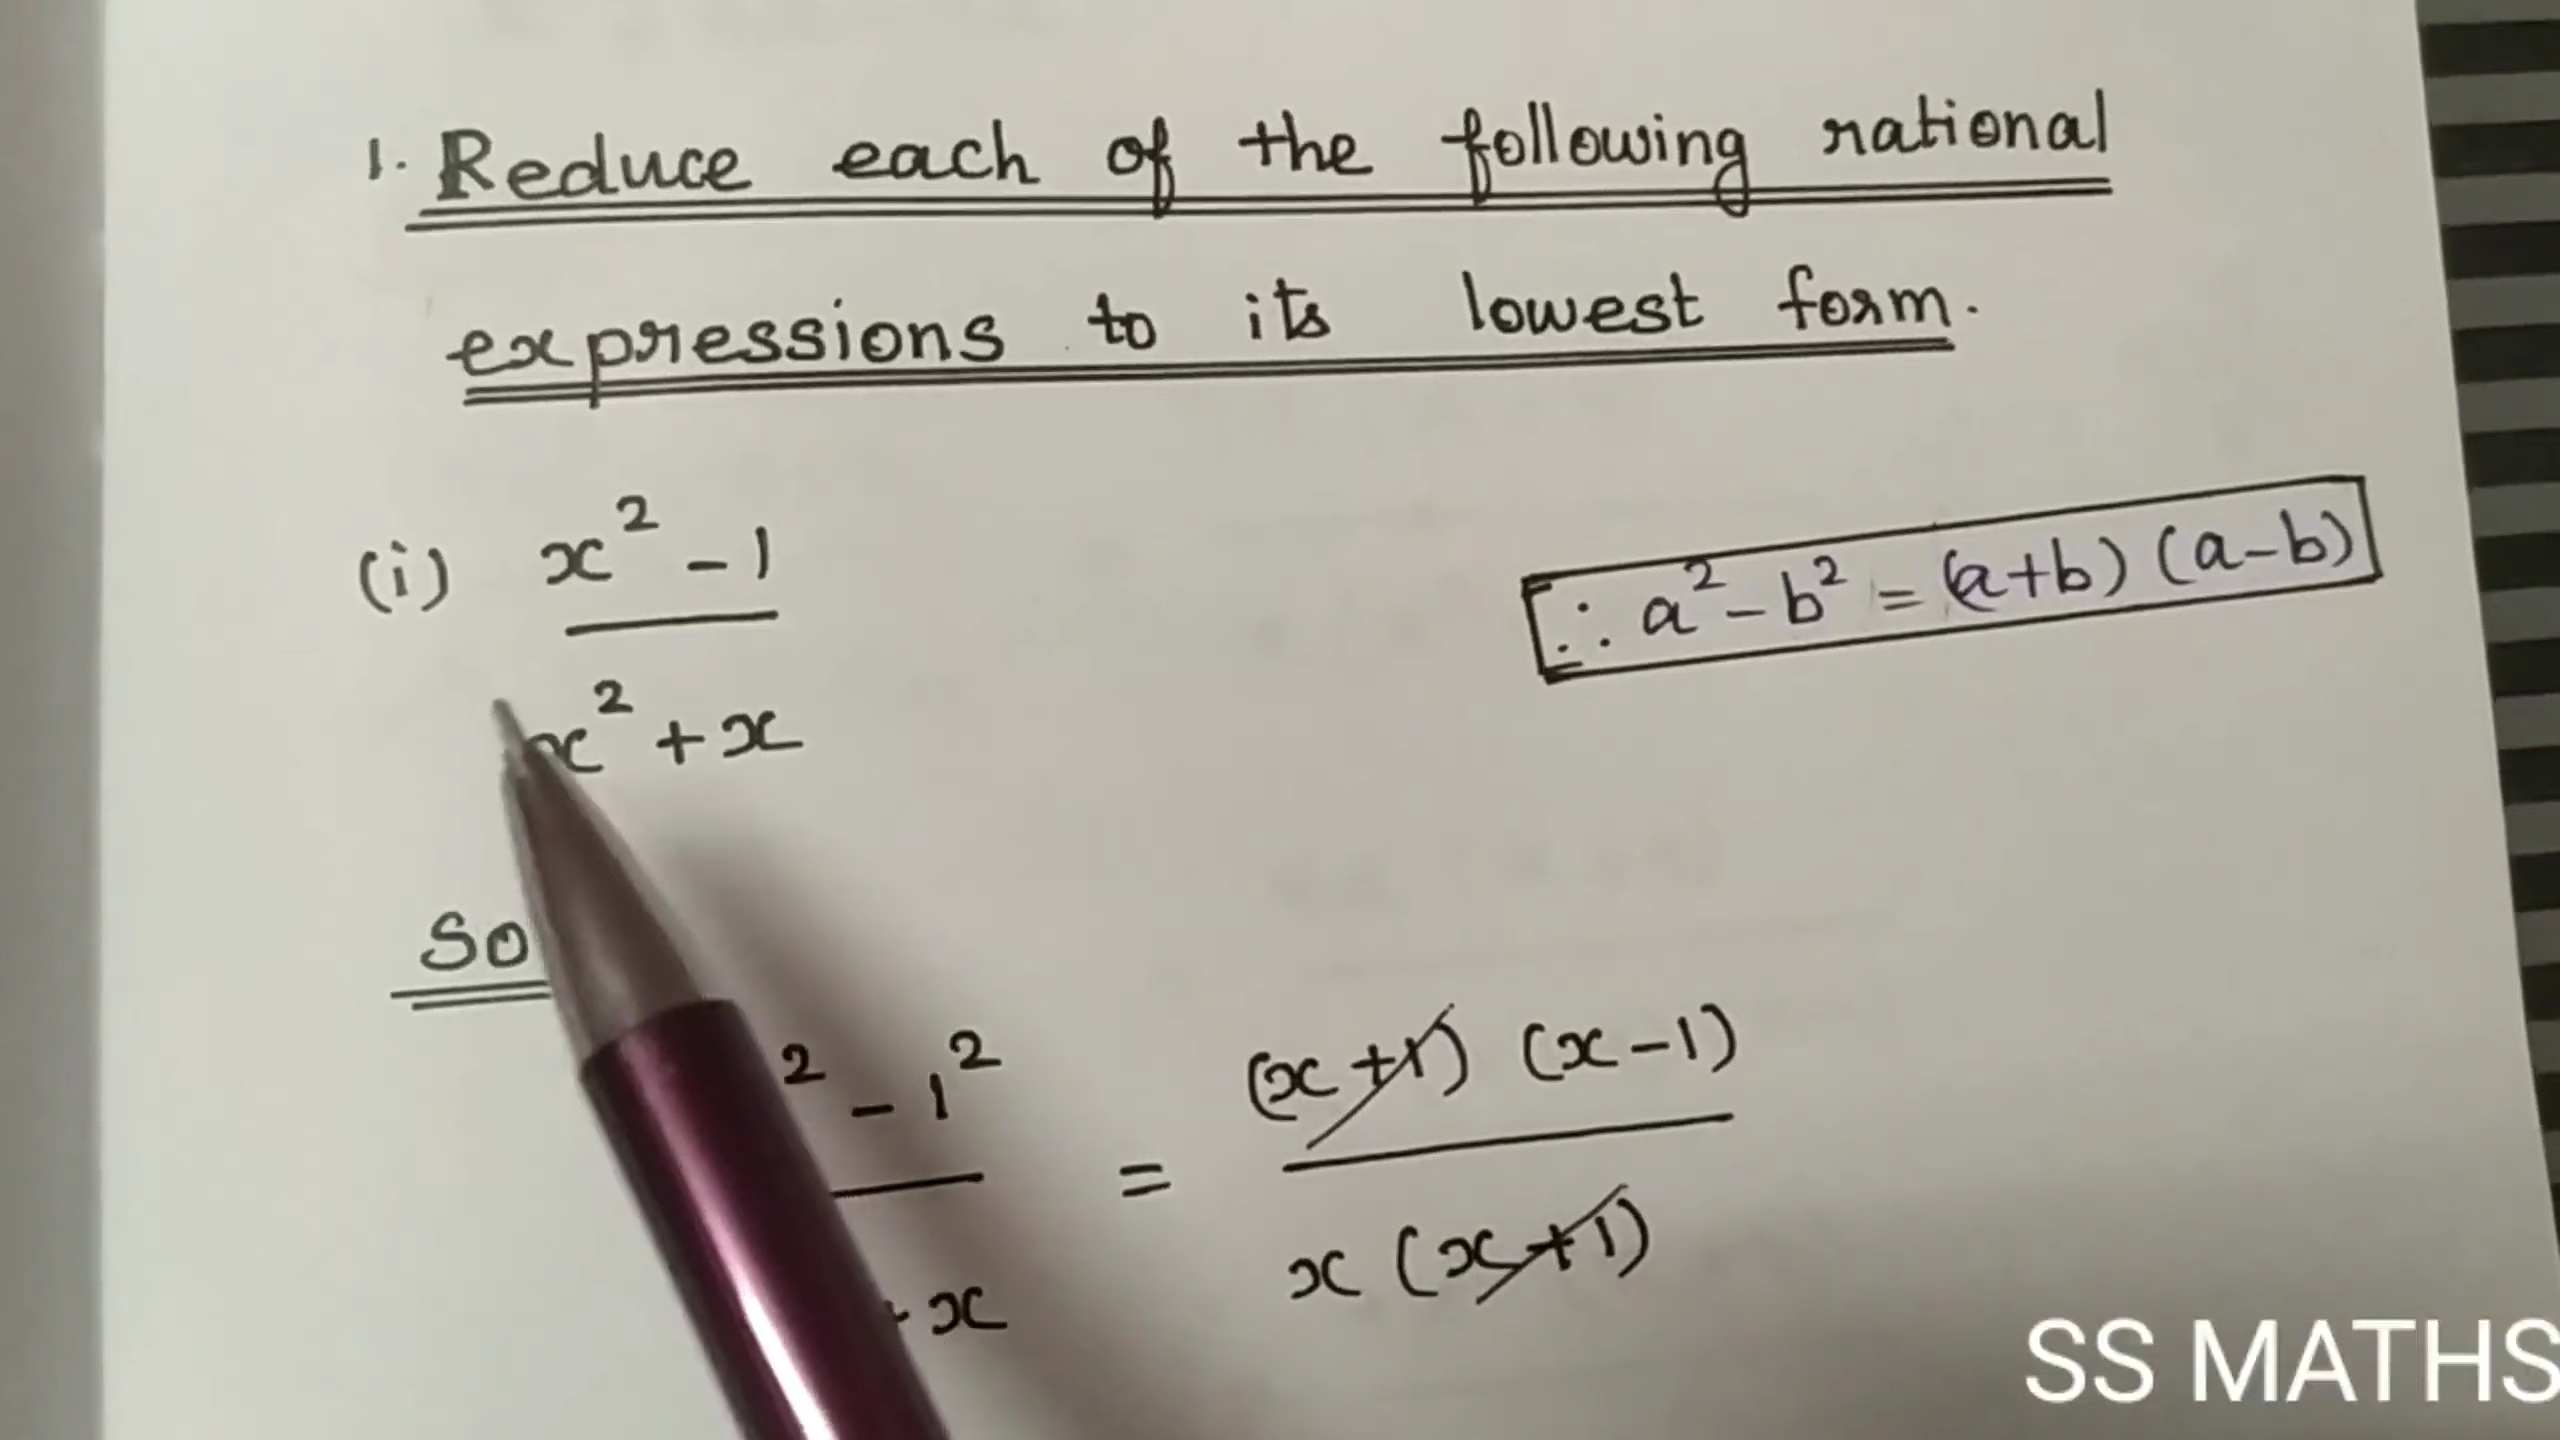 1. Reduce each of the following rational
expressions to its lowest form.
(i) x² - 1
x² + x
∴ a² - b² = (a+b) (a-b)
So
² - 1² = (x+1) (x-1)
x x (x+1)
SS MATHS